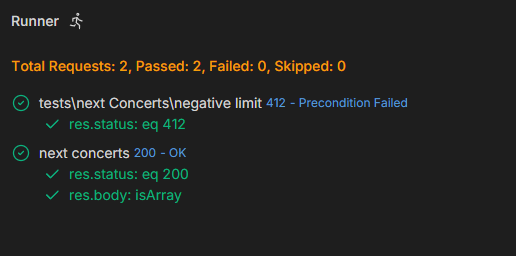 Runner
Total Requests: 2, Passed: 2, Failed: 0, Skipped: 0
tests\next Concerts\negative limit 412 - Precondition Failed
res.status: eq 412
next concerts 200 - OK
res.status: eq 200
res.body: isArray